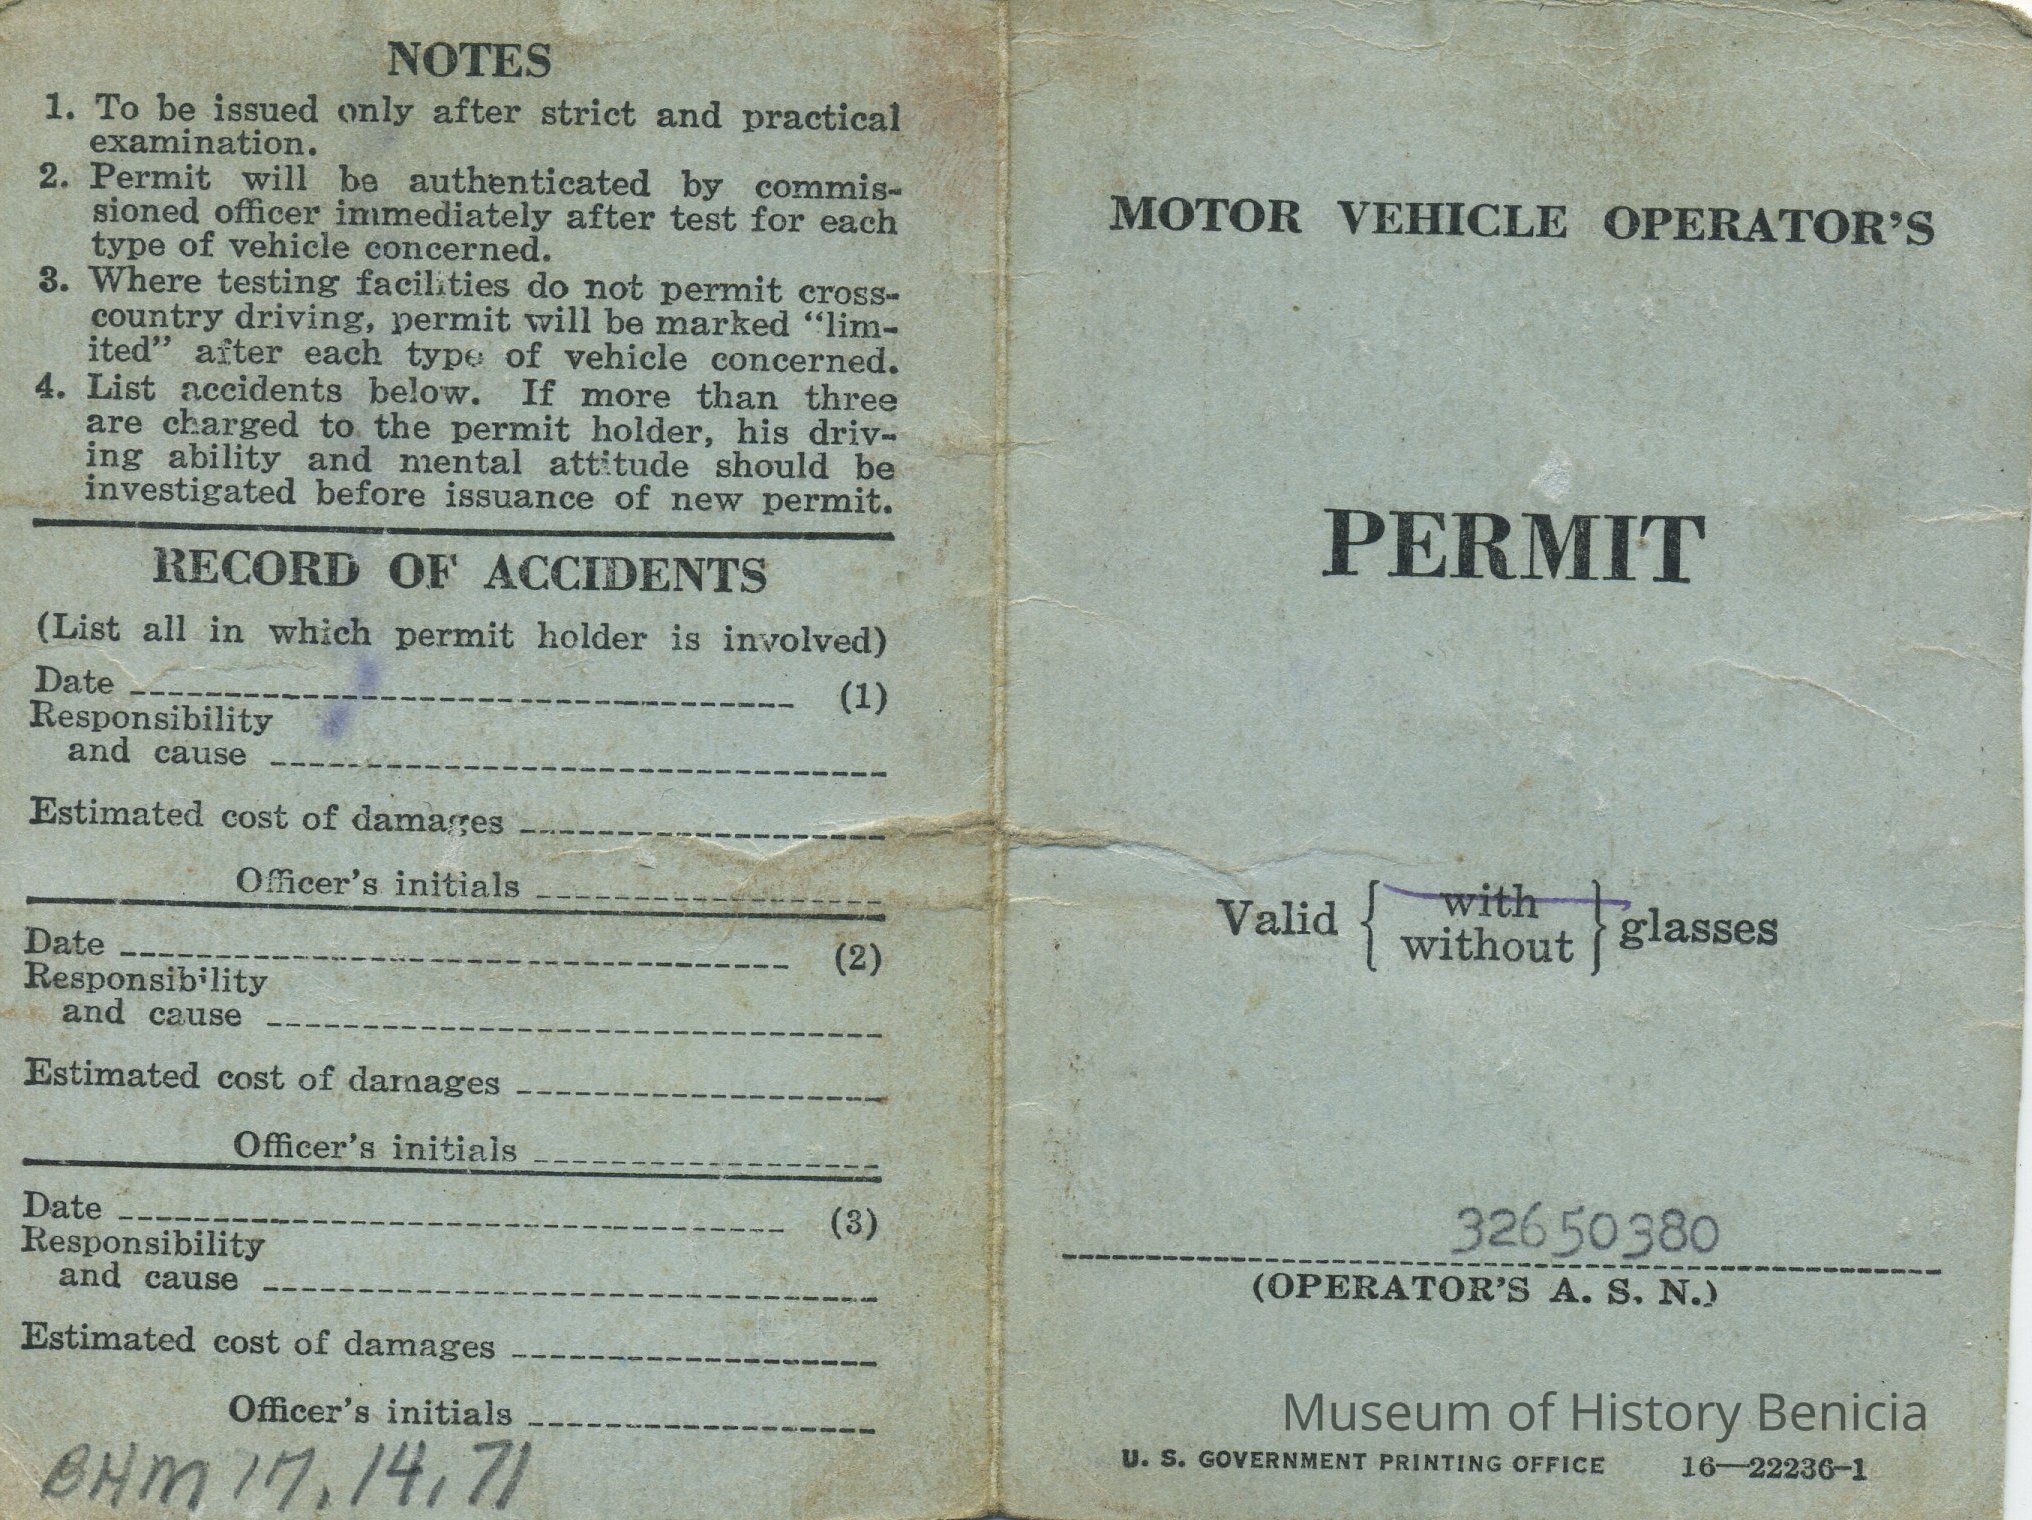 NOTES
1. To be issued only after strict and practical
examination.
2. Permit will be authenticated by commis-
sioned officer immediately after test for each
type of vehicle concerned.
3. Where testing facilities do not permit cross-
country driving, permit will be marked “lim-
ited” after each type of vehicle concerned.
4. List accidents below. If more than three
are charged to the permit holder, his driv-
ing ability and mental attitude should be
investigated before issuance of new permit.
RECORD OF ACCIDENTS
(List all in which permit holder is involved)
Date (1)
Responsibility
and cause
Estimated cost of damages
Officer's initials
Date (2)
Responsibility
and cause
Estimated cost of damages
Officer's initials
Date (3)
Responsibility
and cause
Estimated cost of damages
Officer's initials
BHM 17.14.71
MOTOR VEHICLE OPERATOR'S
PERMIT
Valid { with
without } glasses
32650380
(OPERATOR'S A. S. N.)
Museum of History Benicia
U. S. GOVERNMENT PRINTING OFFICE 16—22236-1